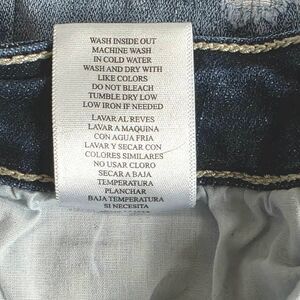 WASH INSIDE OUT
MACHINE WASH
IN COLD WATER
WASH AND DRY WITH
LIKE COLORS
DO NOT BLEACH
TUMBLE DRY LOW
LOW IRON IF NEEDED
LAVAR AL REVES
LAVAR A MAQUINA
CON AGUA FRIA
LAVAR Y SECAR CON
COLORES SIMILARES
NO USAR CLORO
SECAR A BAJA
TEMPERATURA
PLANCHAR
BAJA TEMPERATURA
SI NECESITA